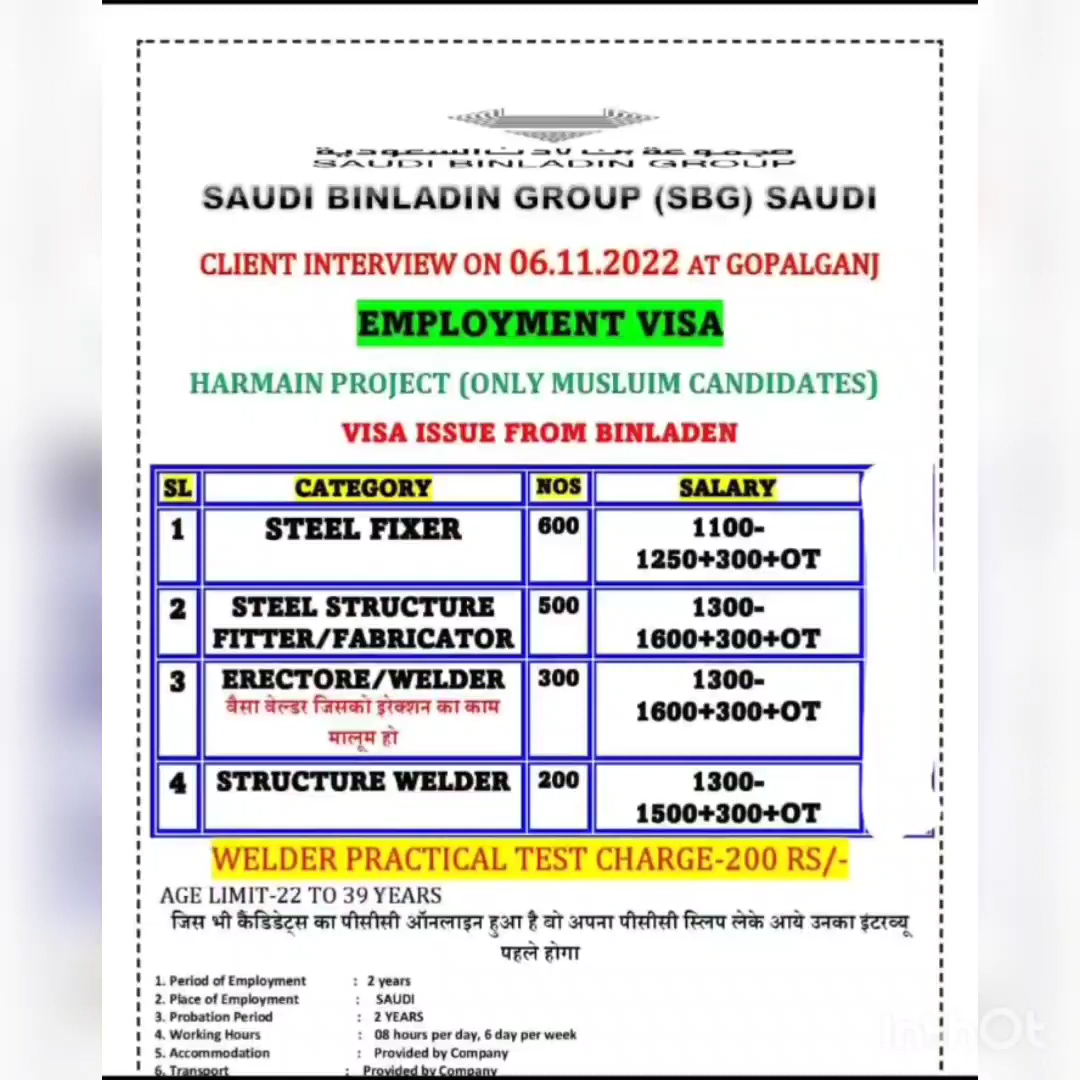 مجموعة بن لادن السعودية
SAUDI BINLADIN GROUP
SAUDI BINLADIN GROUP (SBG) SAUDI
CLIENT INTERVIEW ON 06.11.2022 AT GOPALGANJ
EMPLOYMENT VISA
HARMAIN PROJECT (ONLY MUSLUIM CANDIDATES)
VISA ISSUE FROM BINLADEN
SL CATEGORY NOS SALARY
1 STEEL FIXER 600 1100-
1250+300+OT
2 STEEL STRUCTURE 500 1300-
FITTER/FABRICATOR 1600+300+OT
3 ERECTORE/WELDER 300 1300-
वैसा वेल्डर जिसको इरेक्शन का काम 1600+300+OT
मालूम हो
4 STRUCTURE WELDER 200 1300-
1500+300+OT
WELDER PRACTICAL TEST CHARGE-200 RS/-
AGE LIMIT-22 TO 39 YEARS
जिस भी कैंडिडेट्स का पीसीसी ऑनलाइन हुआ है वो अपना पीसीसी स्लिप लेके आये उनका इंटरव्यू
पहले होगा
1. Period of Employment : 2 years
2. Place of Employment : SAUDI
3. Probation Period : 2 YEARS
4. Working Hours : 08 hours per day, 6 day per week
5. Accommodation : Provided by Company
6. Transport : Provided by Company